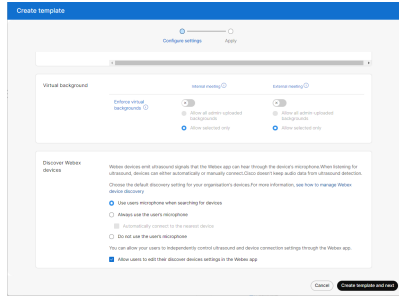 Create template
Configure settings Apply
Virtual background
Internal meeting External meeting
Enforce virtual
backgrounds
Allow all admin uploaded
backgrounds
Allow all admin uploaded
backgrounds
Allow selected only Allow selected only
Discover Webex
devices
Webex devices emit ultrasound signals that the Webex app can hear through the device's microphone.When listening for
ultrasound, devices can either automatically or manually connect.Cisco doesn't keep audio data from ultrasound detection.
Choose the default discovery setting for your organisation's devices.For more information, see how to manage Webex
device discovery
Use users microphone when searching for devices
Always use the user's microphone
Automatically connect to the nearest device
Do not use the user's microphone
You can allow your users to independently control ultrasound and device connection settings through the Webex app.
Allow users to edit their discover devices settings in the Webex app
Cancel Create template and next